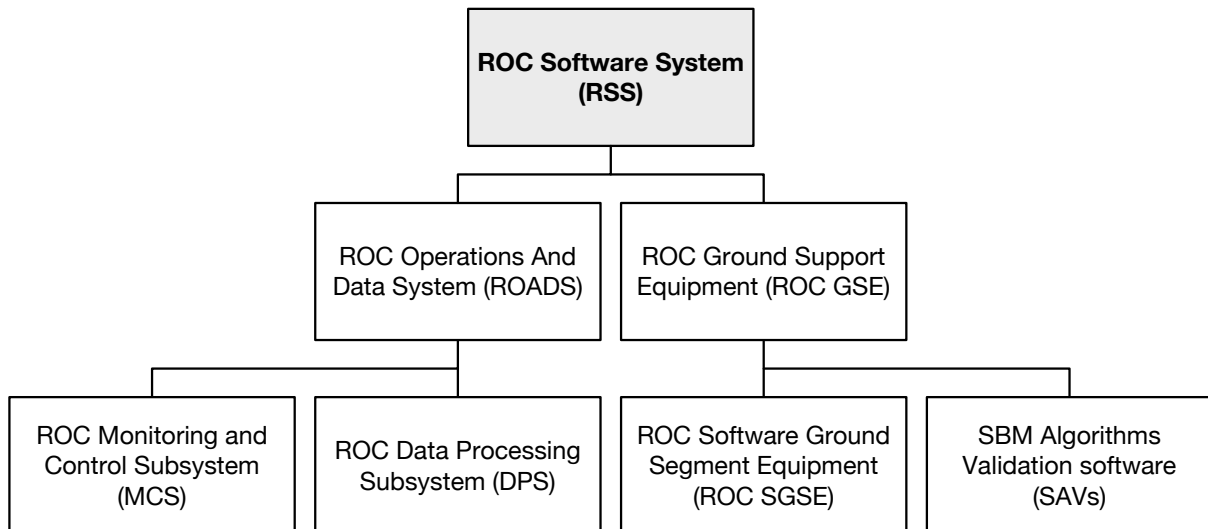 ROC Software System
(RSS)
ROC Operations And
Data System (ROADS)
ROC Ground Support
Equipment (ROC GSE)
ROC Monitoring and
Control Subsystem
(MCS)
ROC Data Processing
Subsystem (DPS)
ROC Software Ground
Segment Equipment
(ROC SGSE)
SBM Algorithms
Validation software
(SAVs)